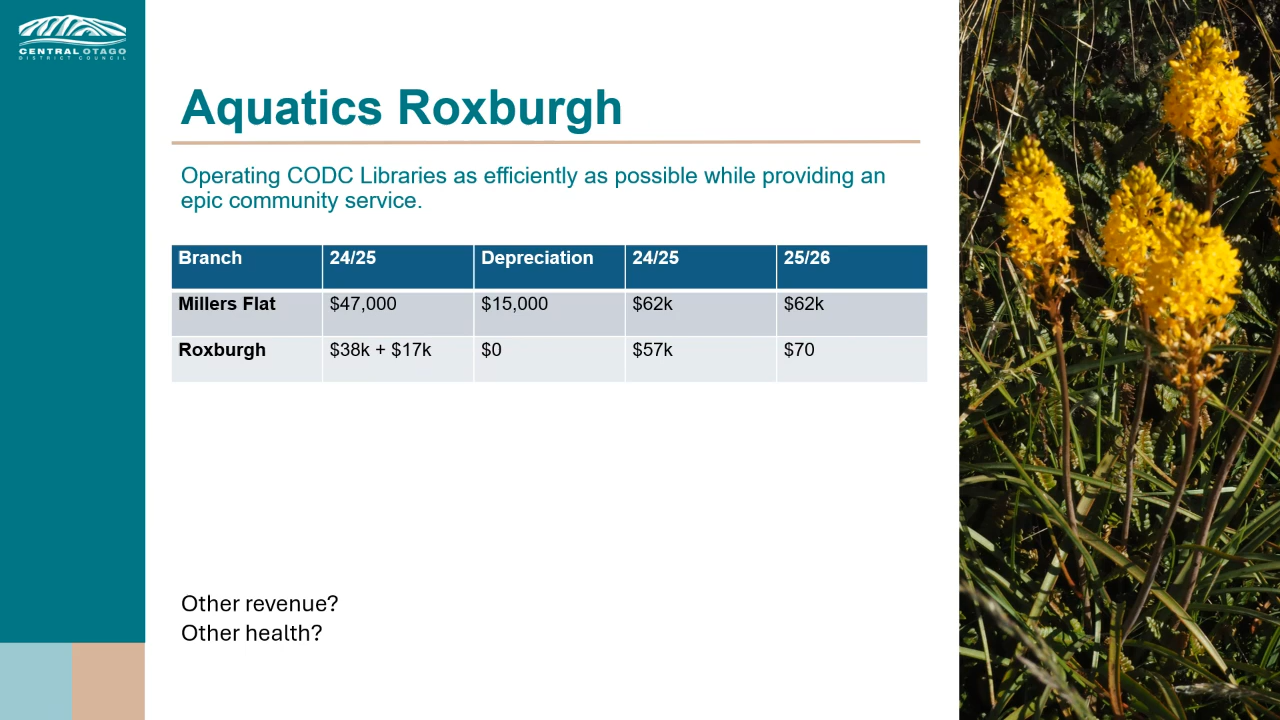 CENTRAL OTAGO
DISTRICT COUNCIL
Aquatics Roxburgh
Operating CODC Libraries as efficiently as possible while providing an
epic community service.
Branch 24/25 Depreciation 24/25 25/26
Millers Flat $47,000 $15,000 $62k $62k
Roxburgh $38k + $17k $0 $57k $70
Other revenue?
Other health?